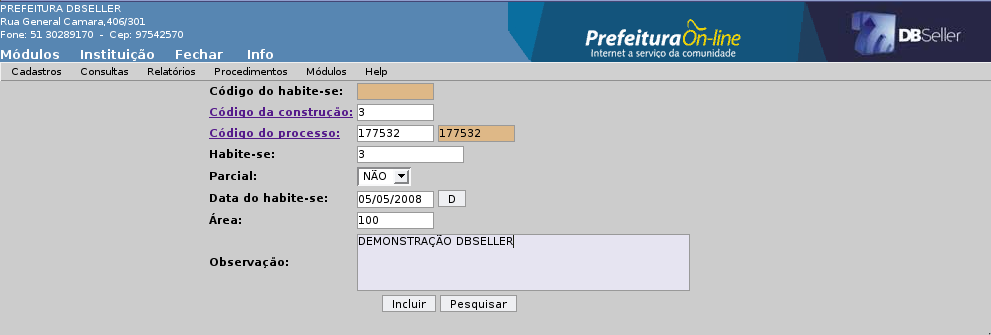 PREFEITURA DBSELLER
Rua General Camara,406/301
Fone: 51 30289170 - Cep: 97542570
Módulos Instituição Fechar Info
Prefeitura On-line
Internet a serviço da comunidade
DBSeller
Cadastros Consultas Relatórios Procedimentos Módulos Help
Código do habite-se:
Código da construção: 3
Código do processo: 177532 177532
Habite-se: 3
Parcial: NÃO
Data do habite-se: 05/05/2008 D
Área: 100
Observação: DEMONSTRAÇÃO DBSELLER
Incluir Pesquisar